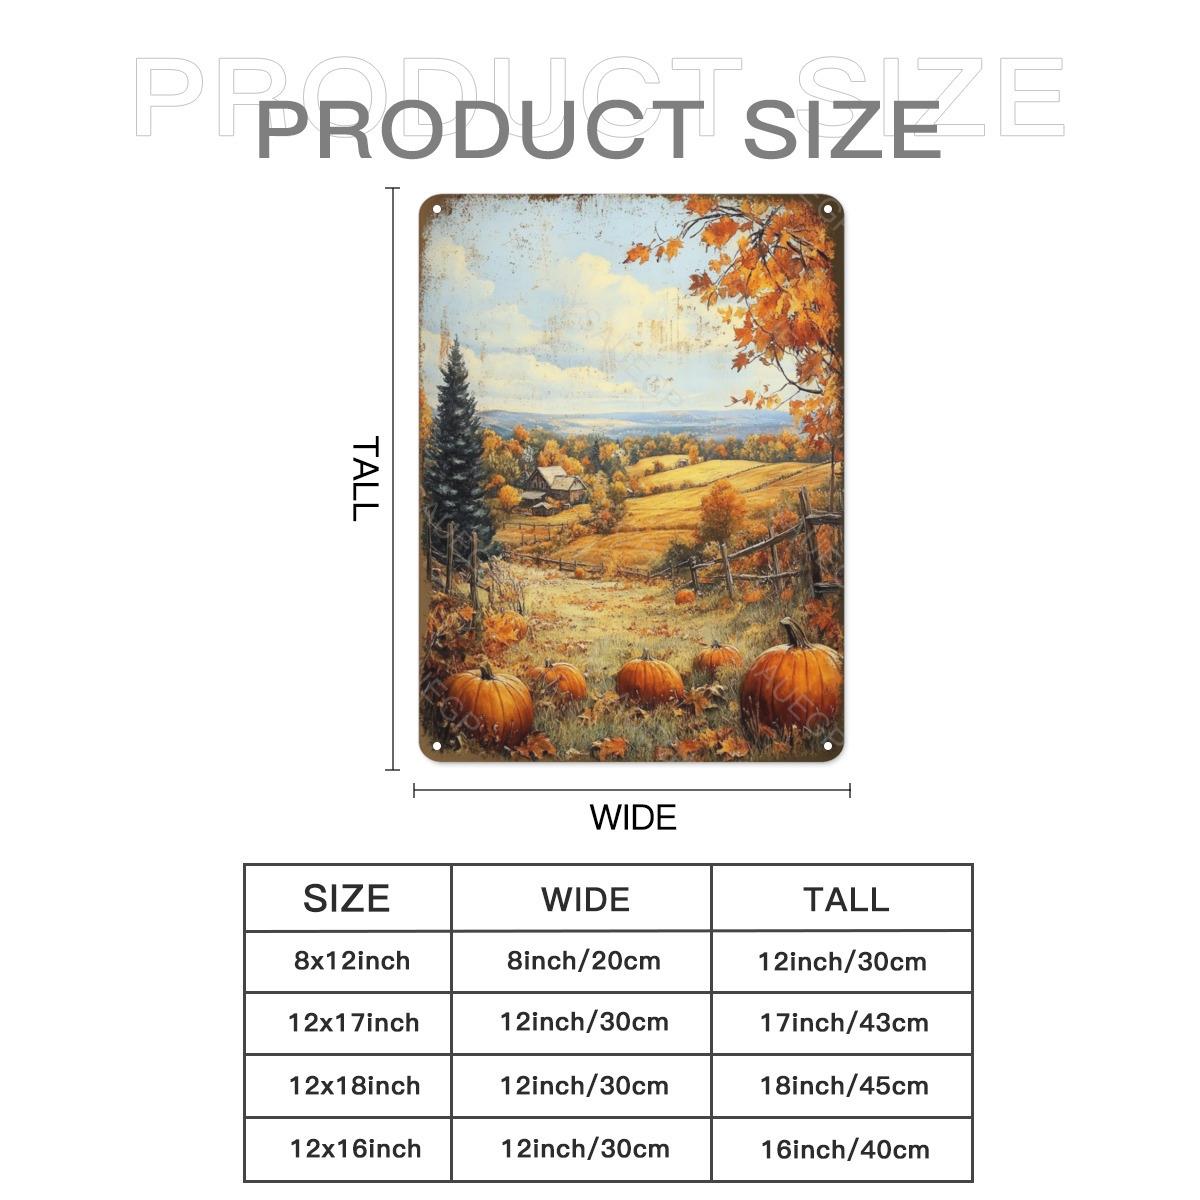 PRODUCT SIZE
PRODUCT SIZE
TALL
WIDE
SIZE WIDE TALL
8x12inch 8inch/20cm 12inch/30cm
12x17inch 12inch/30cm 17inch/43cm
12x18inch 12inch/30cm 18inch/45cm
12x16inch 12inch/30cm 16inch/40cm